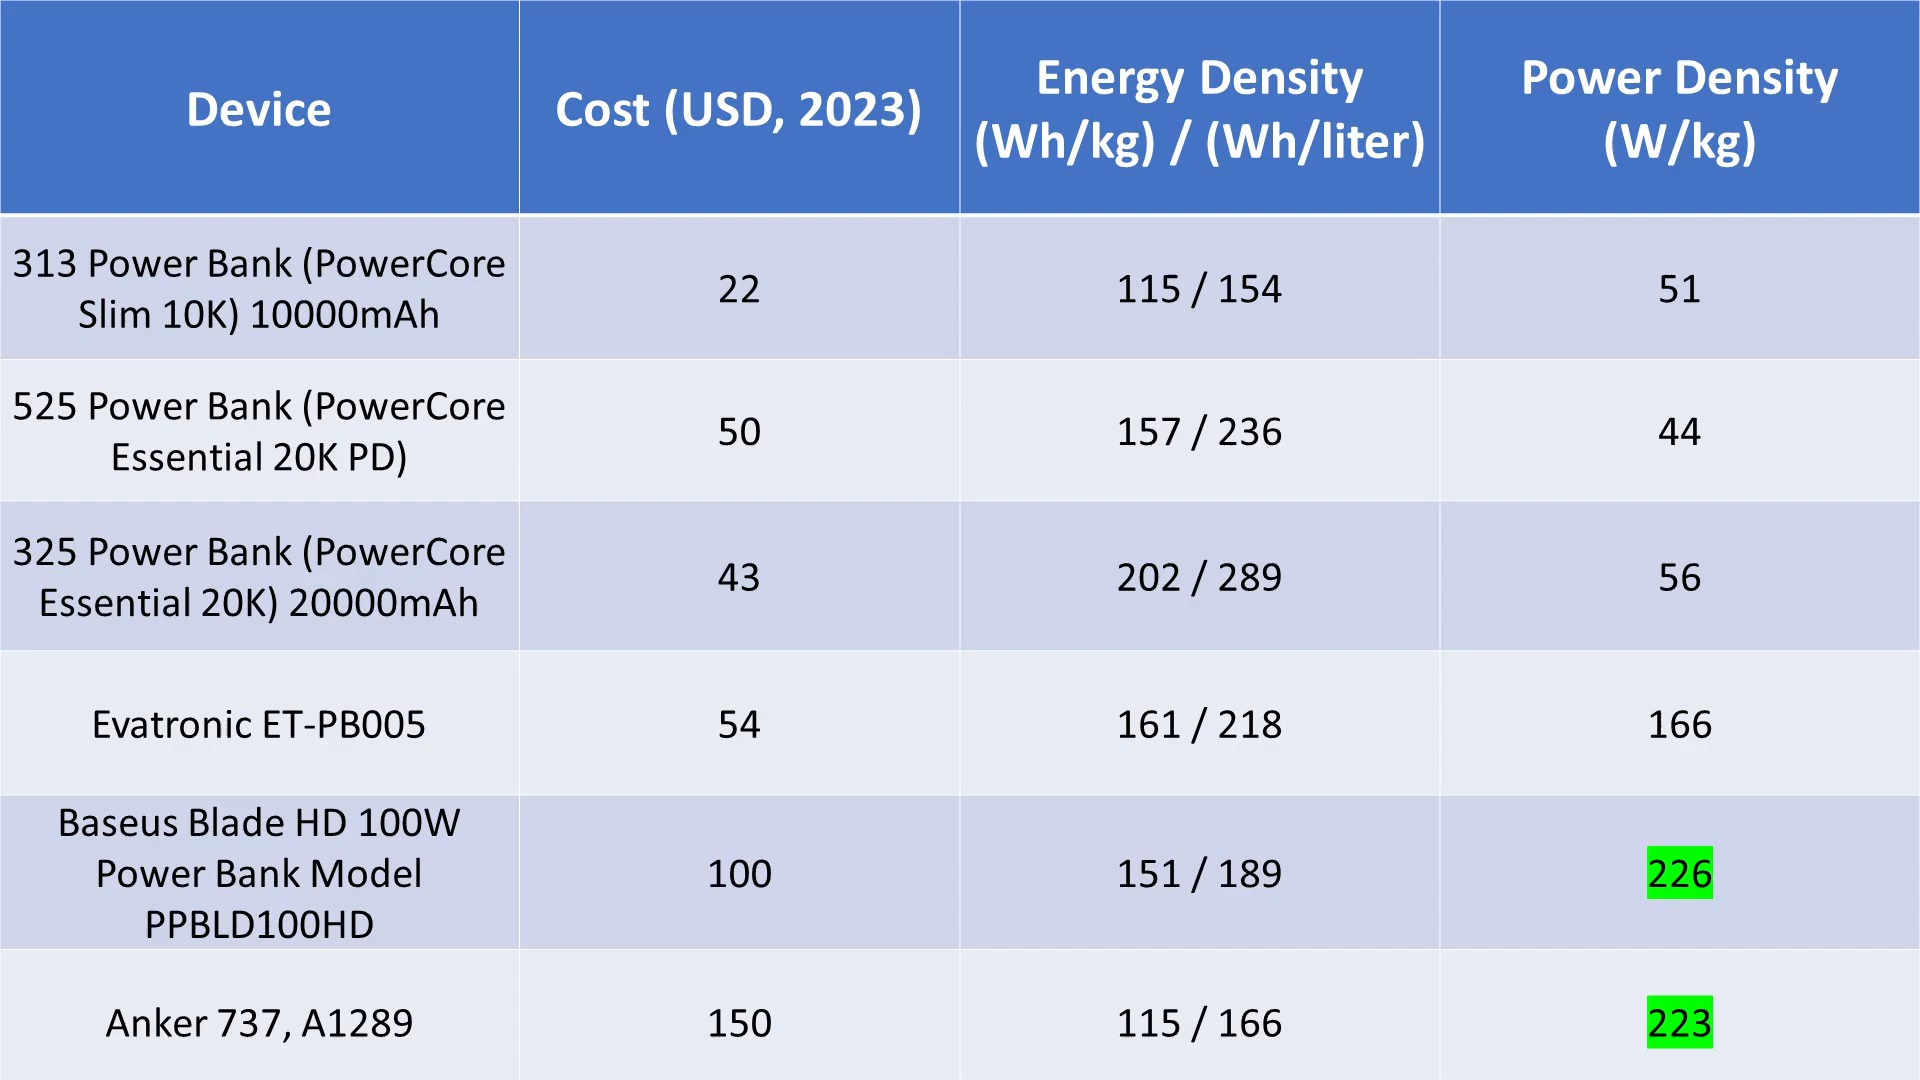 Device
Cost (USD, 2023)
Energy Density
(Wh/kg) / (Wh/liter)
Power Density
(W/kg)
313 Power Bank (PowerCore
Slim 10K) 10000mAh
22
115 / 154
51
525 Power Bank (PowerCore
Essential 20K PD)
50
157 / 236
44
325 Power Bank (PowerCore
Essential 20K) 20000mAh
43
202 / 289
56
Evatronic ET-PB005
54
161 / 218
166
Baseus Blade HD 100W
Power Bank Model
PPBLD100HD
100
151 / 189
226
Anker 737, A1289
150
115 / 166
223